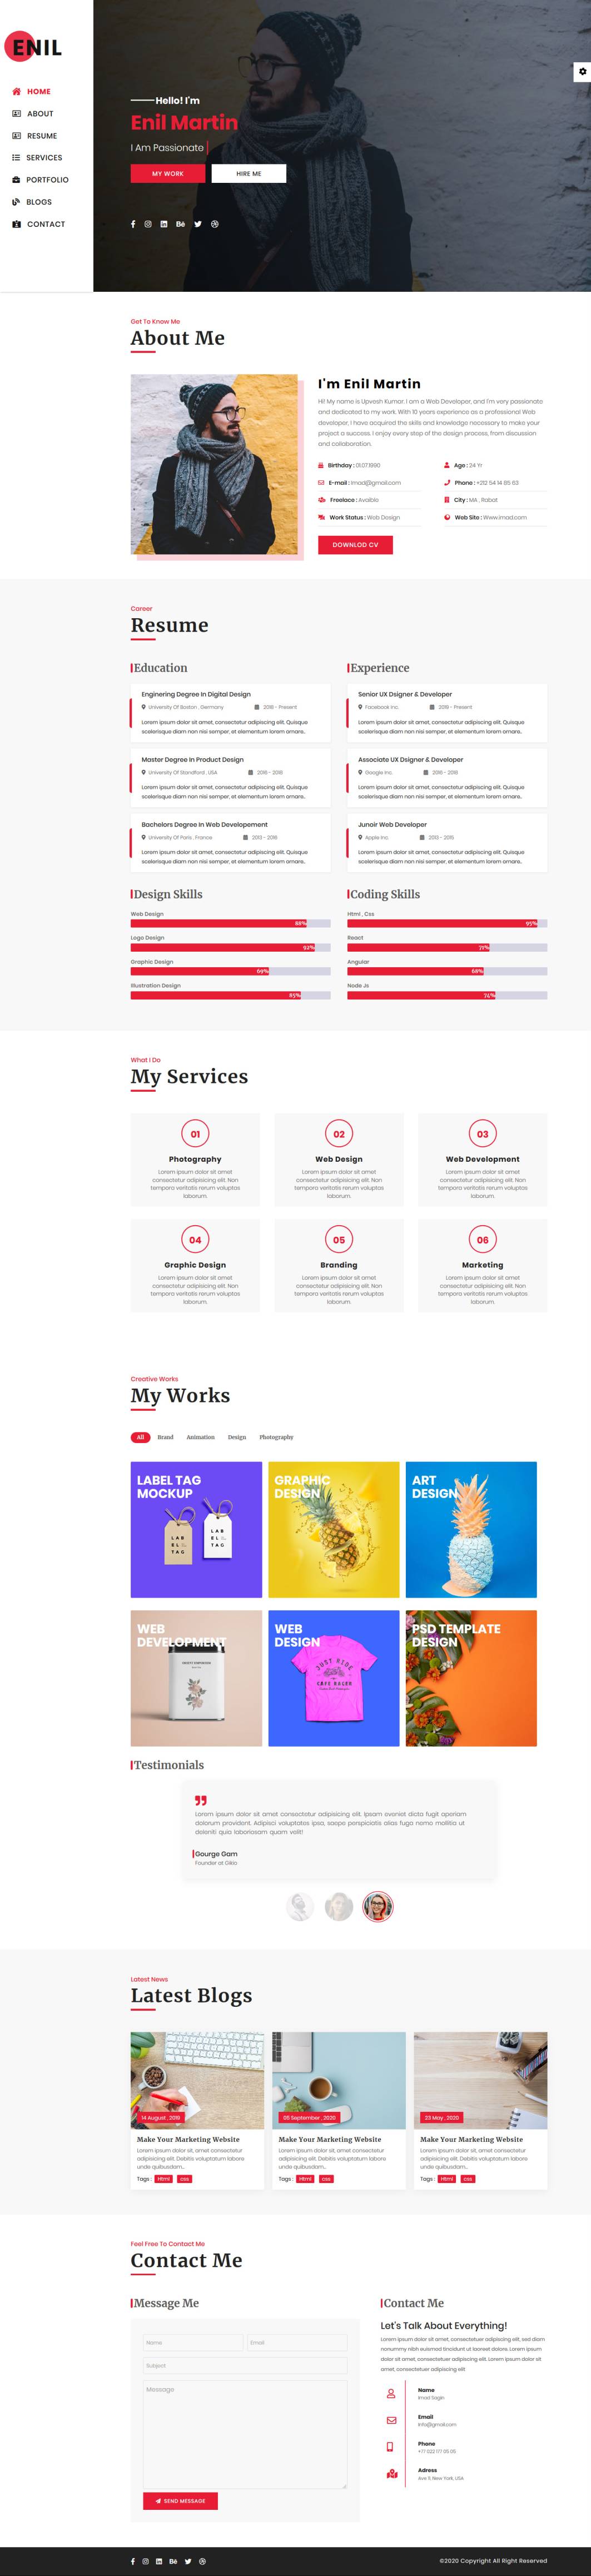 ENIL
HOME
ABOUT
RESUME
SERVICES
PORTFOLIO
BLOGS
CONTACT
Hello! I'm
Enil Martin
I Am Passionate
MY WORK
HIRE ME
Get To Know Me
About Me
I'm Enil Martin
Hi! My name is Upvesh Kumar. I am a Web Developer, and I'm very passionate
and dedicated to my work. With 10 years experience as a professional Web
developer, I have acquired the skills and knowledge necessary to make your
project a success. I enjoy every step of the design process, from discussion
and collaboration.
Birthday : 01.07.1990
Age : 24 Yr
E-mail : Imad@gmail.com
Phone : +212 54 14 85 63
Freelace : Avaible
City : MA , Rabat
Work Status : Web Design
Web Site : Www.imad.com
DOWNLOD CV
Career
Resume
Education
Enginering Degree In Digital Design
University Of Boston , Germany 2018 - Present
Lorem ipsum dolor sit amet, consectetur adipiscing elit. Quisque
scelerisque diam non nisi semper, et elementum lorem ornare..
Master Degree In Product Design
University Of Standford , USA 2016 - 2018
Lorem ipsum dolor sit amet, consectetur adipiscing elit. Quisque
scelerisque diam non nisi semper, et elementum lorem ornare..
Bachelors Degree In Web Developement
University Of Paris , France 2012 - 2016
Lorem ipsum dolor sit amet, consectetur adipiscing elit. Quisque
scelerisque diam non nisi semper, et elementum lorem ornare..
Experience
Senior UX Dsigner & Developer
Facebook Inc. 2018 - Present
Lorem ipsum dolor sit amet, consectetur adipiscing elit. Quisque
scelerisque diam non nisi semper, et elementum lorem ornare..
Associate UX Dsigner & Developer
Google Inc. 2016 - 2018
Lorem ipsum dolor sit amet, consectetur adipiscing elit. Quisque
scelerisque diam non nisi semper, et elementum lorem ornare..
Junoir Web Developer
Apple Inc. 2013 - 2015
Lorem ipsum dolor sit amet, consectetur adipiscing elit. Quisque
scelerisque diam non nisi semper, et elementum lorem ornare..
Design Skills
Web Design
88%
Logo Design
92%
Graphic Design
69%
Illustration Design
85%
Coding Skills
Html , Css
95%
React
71%
Angular
68%
Node Js
74%
What I Do
My Services
01
Photography
Lorem ipsum dolor sit amet
consectetur adipisicing elit. Non
tempora veritatis rerum voluptas
laborum.
02
Web Design
Lorem ipsum dolor sit amet
consectetur adipisicing elit. Non
tempora veritatis rerum voluptas
laborum.
03
Web Development
Lorem ipsum dolor sit amet
consectetur adipisicing elit. Non
tempora veritatis rerum voluptas
laborum.
04
Graphic Design
Lorem ipsum dolor sit amet
consectetur adipisicing elit. Non
tempora veritatis rerum voluptas
laborum.
05
Branding
Lorem ipsum dolor sit amet
consectetur adipisicing elit. Non
tempora veritatis rerum voluptas
laborum.
06
Marketing
Lorem ipsum dolor sit amet
consectetur adipisicing elit. Non
tempora veritatis rerum voluptas
laborum.
Creative Works
My Works
All Brand Animation Design Photography
LABEL TAG
MOCKUP
LAB
EL
TAG
LAB
EL
TAG
GRAPHIC
DESIGN
ART
DESIGN
WEB
DEVELOPMENT
WEB
DESIGN
JUST RIDE
CAFE RACER
PSD TEMPLATE
DESIGN
Testimonials
Lorem ipsum dolor sit amet consectetur adipisicing elit. Ipsam eveniet dicta fugit aperiam
dolorum provident. Adipisci voluptates ipsa, saepe perspiciatis alias fuga nemo mollitia ut
deleniti quia laboriosam quam velit!
Gourge Garn
Founder at Gikio
Latest News
Latest Blogs
14 August , 2019
Make Your Marketing Website
Lorem ipsum dolor sit, amet consectetur
adipisicing elit. Debitis voluptatum labore
unde quibusdam..
Tags : Html css
05 September , 2020
Make Your Marketing Website
Lorem ipsum dolor sit, amet consectetur
adipisicing elit. Debitis voluptatum labore
unde quibusdam..
Tags : Html css
23 May , 2020
Make Your Marketing Website
Lorem ipsum dolor sit, amet consectetur
adipisicing elit. Debitis voluptatum labore
unde quibusdam..
Tags : Html css
Feel Free To Contact Me
Contact Me
Message Me
Name
Email
Subject
Message
SEND MESSAGE
Contact Me
Let's Talk About Everything!
Lorem ipsum dolor sit amet, consectetuer adipiscing elit, sed diam
nonummy nibh euismod tincidunt ut laoreet dolore. Lorem ipsum
dolor sit amet, consectetuer adipiscing elit. Lorem ipsum dolor sit
amet, consectetuer adipiscing elit
Name
Imad Sagin
Email
Info@gmail.com
Phone
+77 022 177 05 05
Adress
Ave 11, New York, USA
©2020 Copyright All Right Reserved